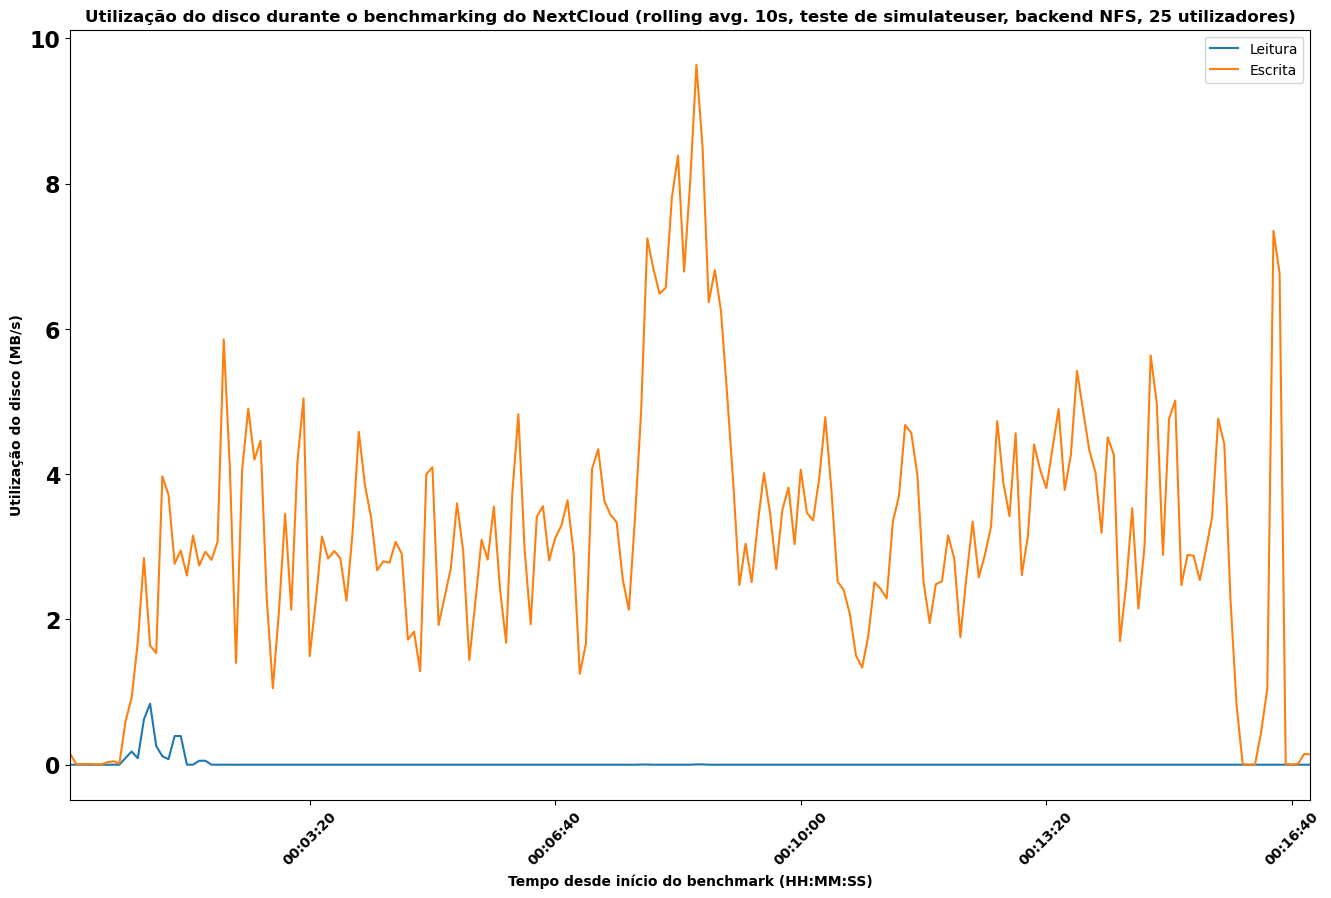 Utilização do disco durante o benchmarking do NextCloud (rolling avg. 10s, teste de simulateuser, backend NFS, 25 utilizadores)
Leitura
Escrita
Utilização do disco (MB/s)
10
8
6
4
2
0
00:03:20
00:06:40
00:10:00
00:13:20
00:16:40
Tempo desde início do benchmark (HH:MM:SS)